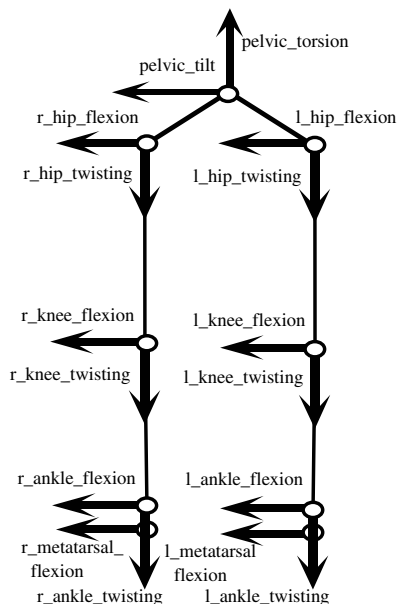 pelvic_torsion
pelvic_tilt
r_hip_flexion
l_hip_flexion
r_hip_twisting
l_hip_twisting
r_knee_flexion
l_knee_flexion
r_knee_twisting
l_knee_twisting
r_ankle_flexion
l_ankle_flexion
r_metatarsal_
flexion
l_metatarsal
flexion
r_ankle_twisting
l_ankle_twisting